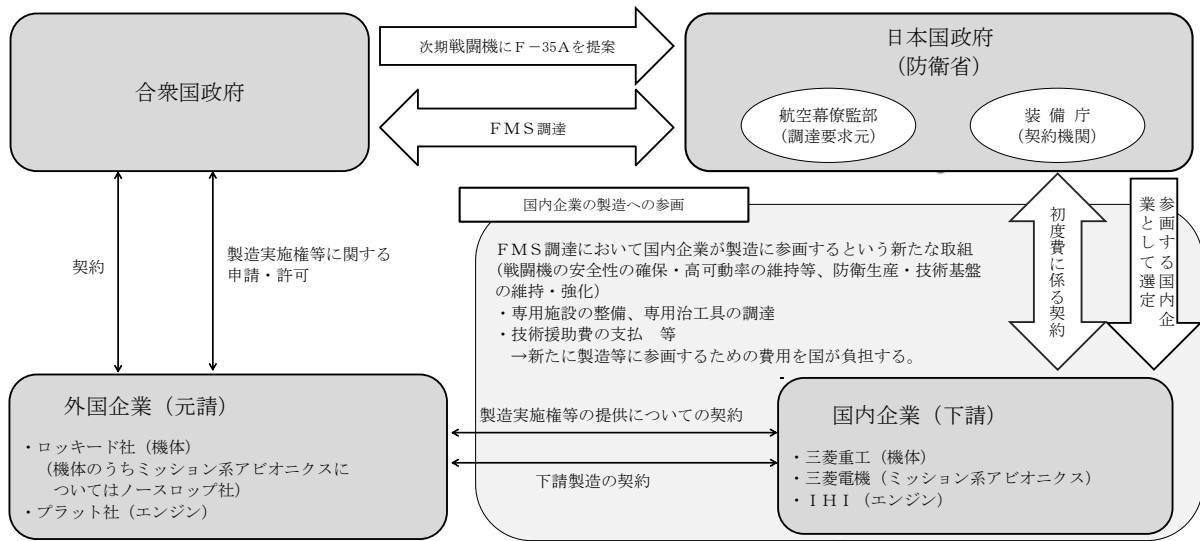 合衆国政府
次期戦闘機にF－35Aを提案
FMS調達
日本国政府
（防衛省）
航空幕僚監部
（調達要求元）
装 備 庁
（契約機関）
契約
製造実施権等に関する
申請・許可
国内企業の製造への参画
FMS調達において国内企業が製造に参画するという新たな取組
（戦闘機の安全性の確保・高可動率の維持等、防衛生産・技術基盤
の維持・強化）
・専用施設の整備、専用治工具の調達
・技術援助費の支払　等
→新たに製造等に参画するための費用を国が負担する。
初度費に係る契約
参画する国内企
業として選定
外国企業（元請）
・ロッキード社（機体）
（機体のうちミッション系アビオニクスに
ついてはノースロップ社）
・プラット社（エンジン）
製造実施権等の提供についての契約
下請製造の契約
国内企業（下請）
・三菱重工（機体）
・三菱電機（ミッション系アビオニクス）
・ＩＨＩ（エンジン）